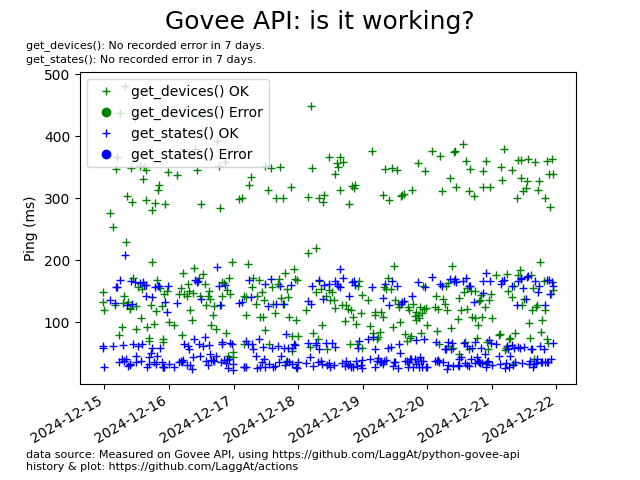 Govee API: is it working?
get_devices(): No recorded error in 7 days.
get_states(): No recorded error in 7 days.
500
400
300
200
100
Ping (ms)
get_devices() OK
get_devices() Error
get_states() OK
get_states() Error
2024-12-15
2024-12-16
2024-12-17
2024-12-18
2024-12-19
2024-12-20
2024-12-21
2024-12-22
data source: Measured on Govee API, using https://github.com/LaggAt/python-govee-api
history & plot: https://github.com/LaggAt/actions